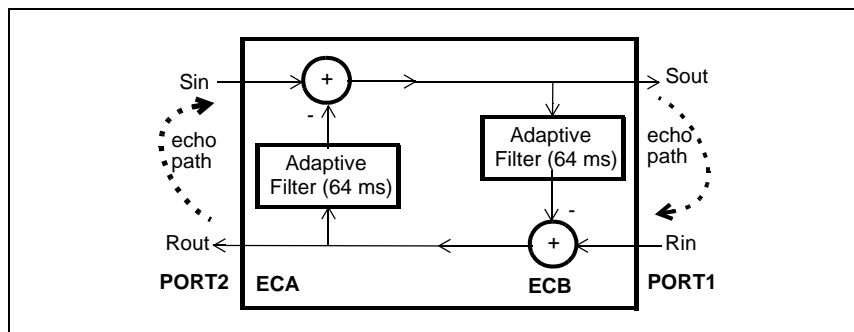 Sin
+
Sout
-
echo
path
Adaptive
Filter (64 ms)
Adaptive
Filter (64 ms)
echo
path
-
Rout
+
Rin
PORT2
ECA
ECB
PORT1